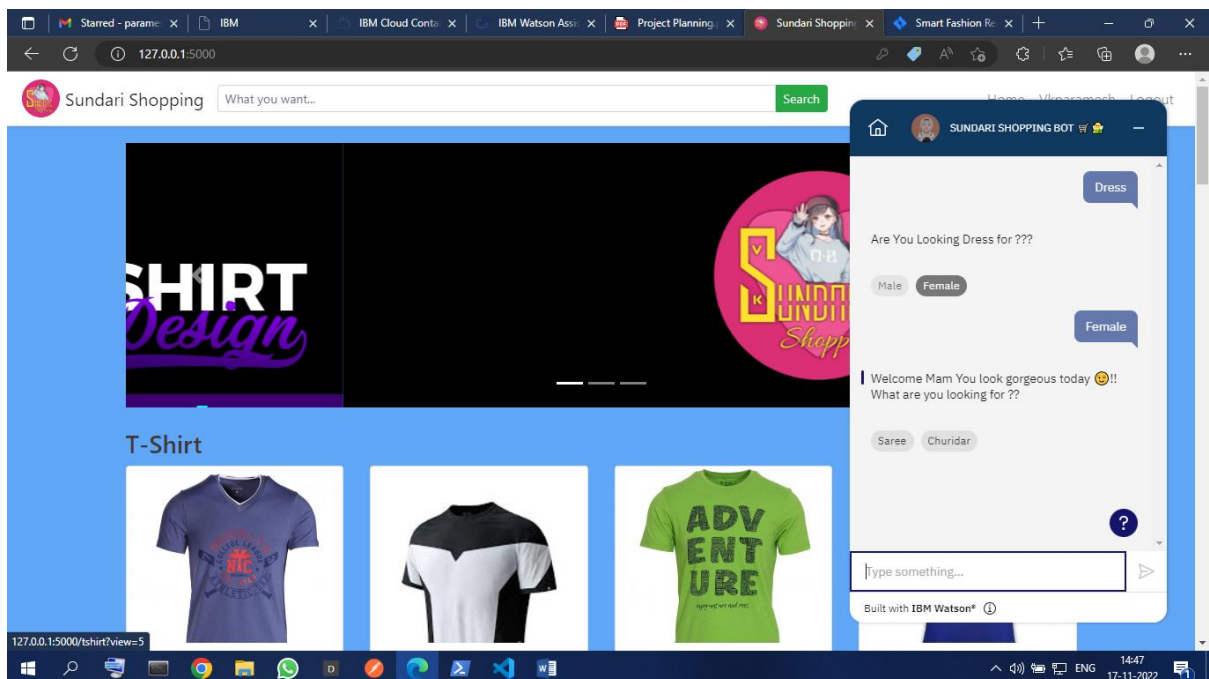 Starred - parame
IBM
IBM Cloud Conta
IBM Watson Assis
Project Planning.p
Sundari Shopping
Smart Fashion Re
127.0.0.1:5000
Sundari Shopping
What you want...
Search
Home Vkparamesh Logout
SUNDARI SHOPPING BOT
Dress
Are You Looking Dress for ???
Male Female
Female
Welcome Mam You look gorgeous today 😉!!
What are you looking for ??
Saree Churidar
?
Type something...
Built with IBM Watson®
SHIRT
Design
V
K
SUNDA
Shopp
T-Shirt
NYC
ADV
ENT
URE
127.0.0.1:5000/tshirt?view=5
ENG
14:47
17-11-2022